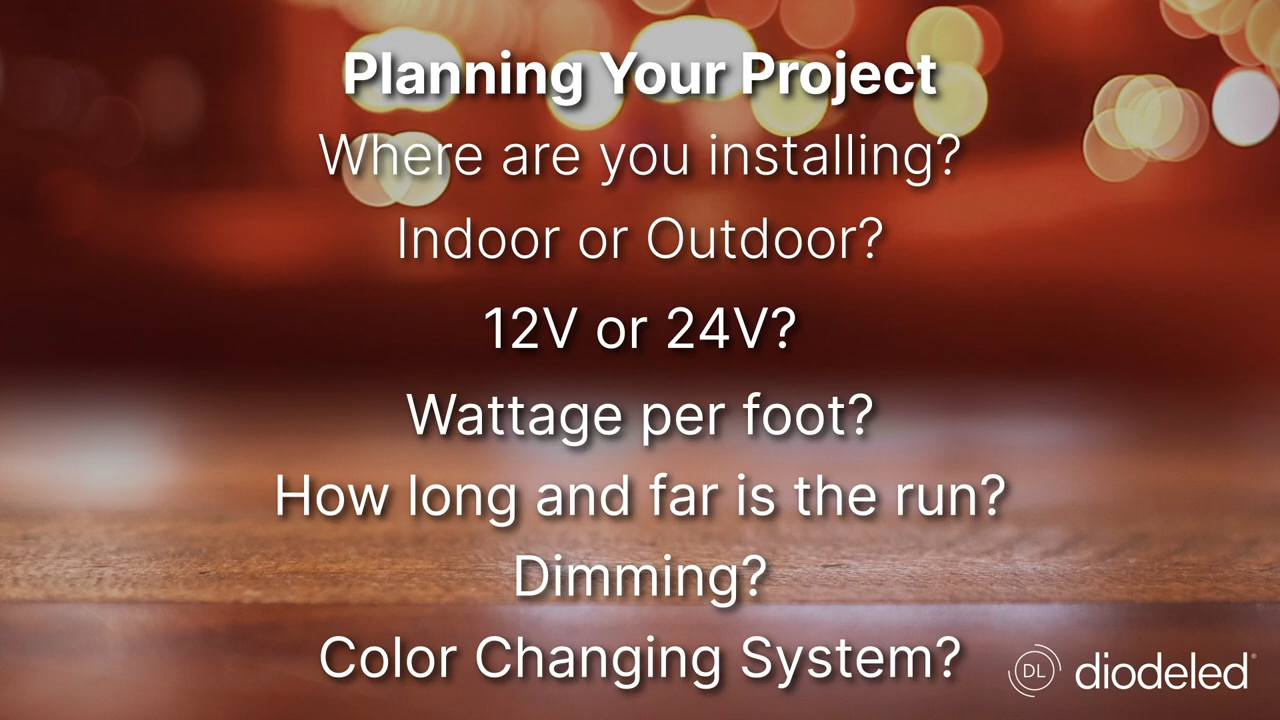 Planning Your Project
Where are you installing?
Indoor or Outdoor?
12V or 24V?
Wattage per foot?
How long and far is the run?
Dimming?
Color Changing System?
DL diodeled®